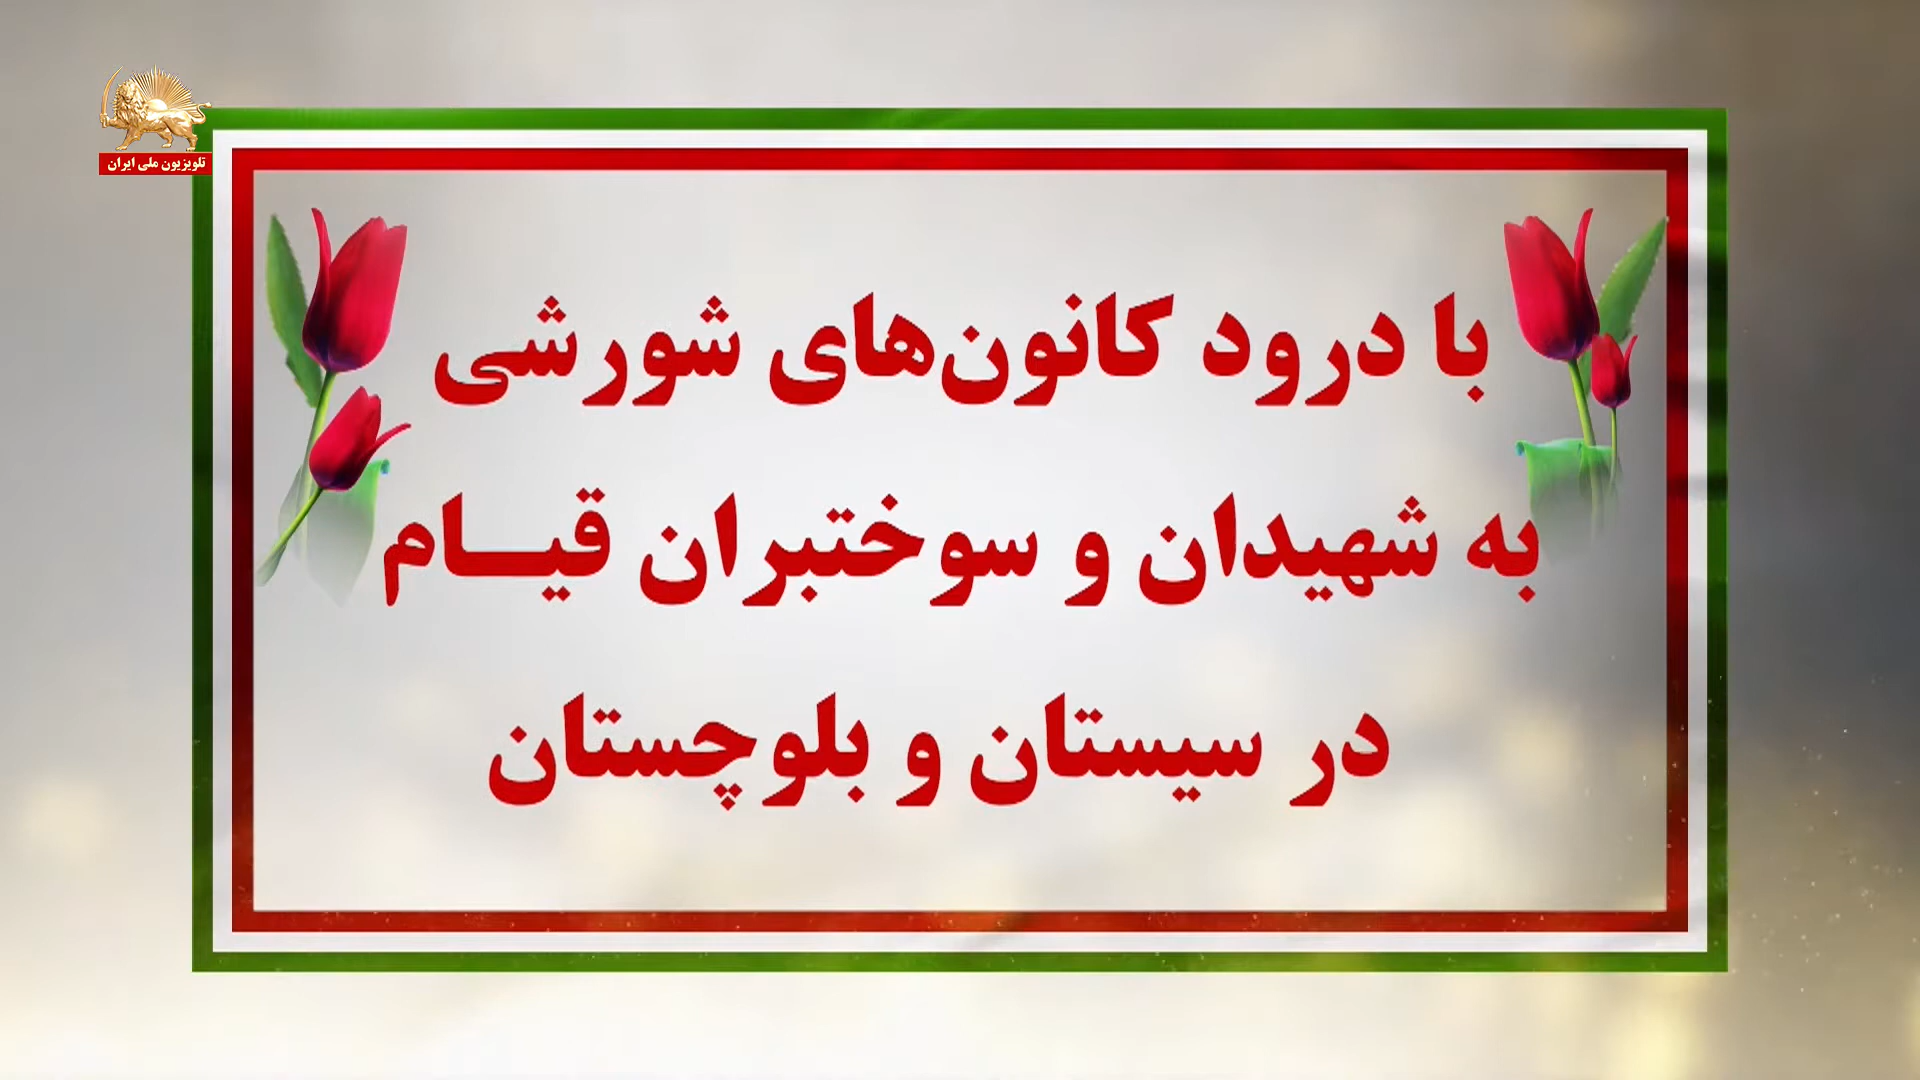 تلویزیون ملی ایران
با درود کانون‌های شورشی
به شهیدان و سوختبران قیـــام
در سیستان و بلوچستان